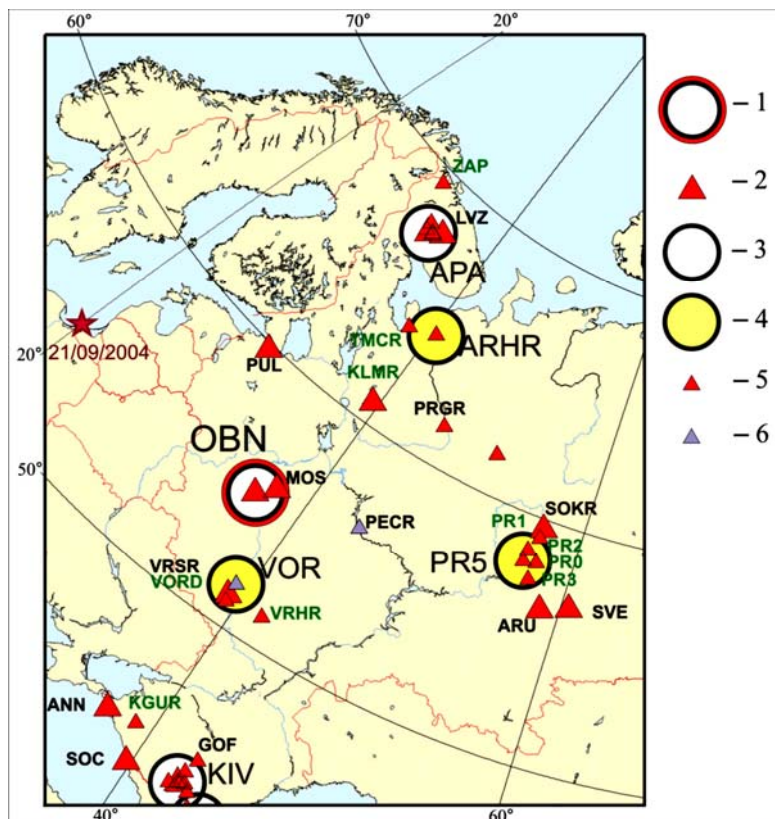 60°
70°
20°
- 1
ZAP
- 2
LVZ
APA
- 3
ARHR
TMCR
- 4
21/09/2004
20°
PUL
KLMR
- 5
PRGR
OBN
- 6
50°
MOS
SOKR
PR1
PECR
PR2
PR5
PR0
VRSR
VOR
VORD
PR3
VRHR
ARU
SVE
ANN
KGUR
SOC
GOF
KIV
40°
60°